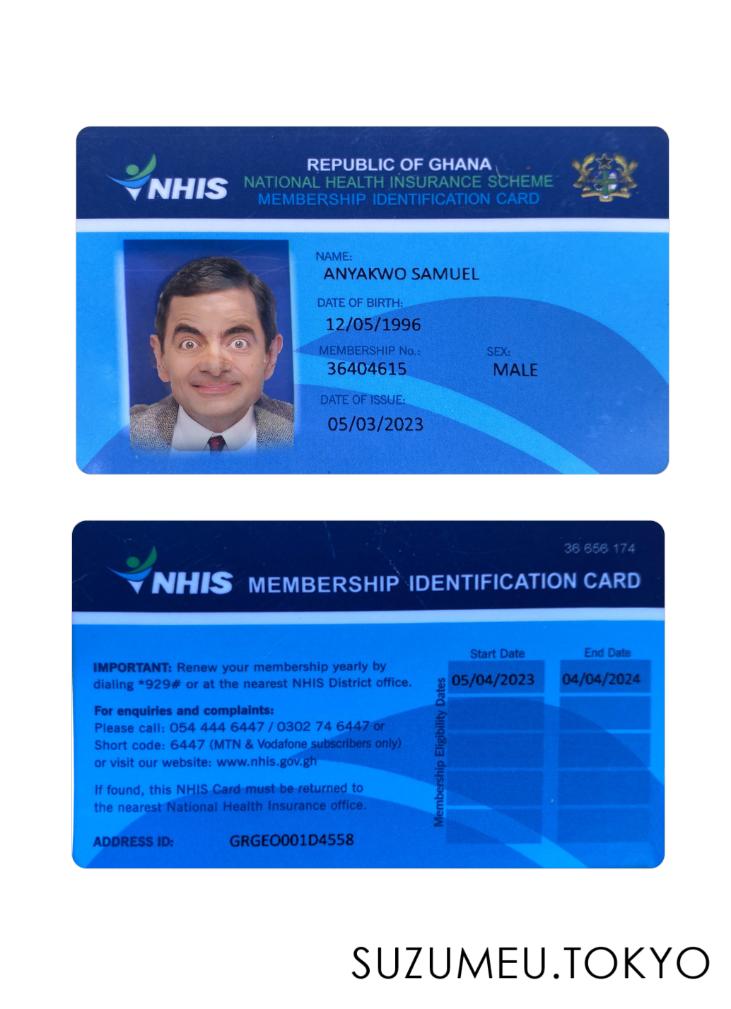 NHIS
REPUBLIC OF GHANA
NATIONAL HEALTH INSURANCE SCHEME
MEMBERSHIP IDENTIFICATION CARD
NAME:
ANYAKWO SAMUEL
DATE OF BIRTH:
12/05/1996
MEMBERSHIP No.: SEX:
36404615 MALE
DATE OF ISSUE:
05/03/2023
36 656 174
NHIS MEMBERSHIP IDENTIFICATION CARD
IMPORTANT: Renew your membership yearly by
dialing *929# or at the nearest NHIS District office.
For enquiries and complaints:
Please call: 054 444 6447 / 0302 74 6447 or
Short code: 6447 (MTN & Vodafone subscribers only)
or visit our website: www.nhis.gov.gh
If found, this NHIS Card must be returned to
the nearest National Health Insurance office.
ADDRESS ID: GRGEO001D4558
Membership Eligibility Dates
Start Date End Date
05/04/2023 04/04/2024
SUZUMEU.TOKYO